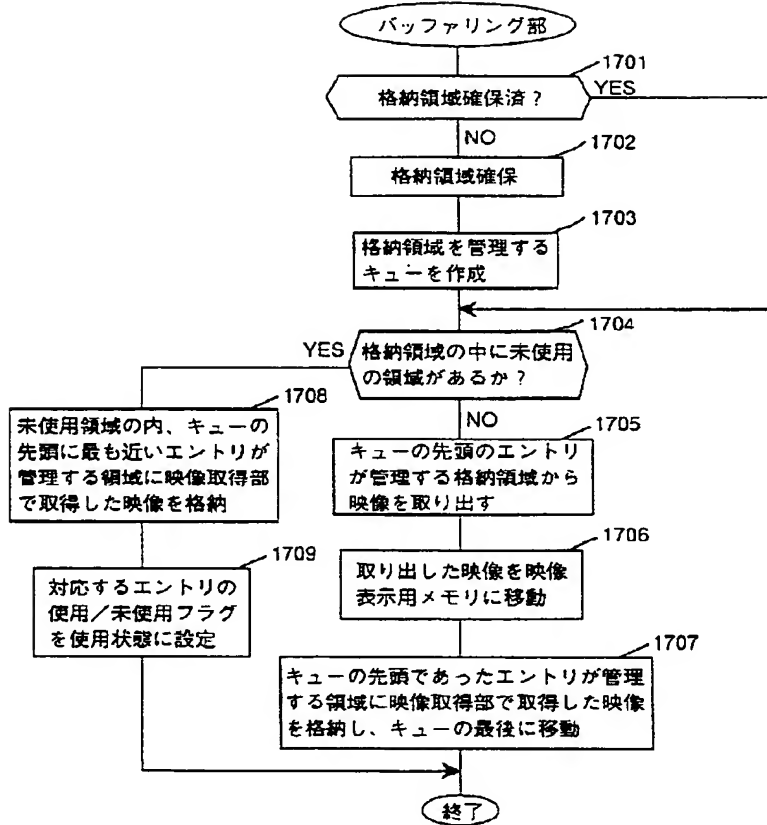 バッファリング部
1701
格納領域確保済？
YES
NO
1702
格納領域確保
1703
格納領域を管理する
キューを作成
1704
YES
格納領域の中に未使用
の領域があるか？
1708
NO
1705
未使用領域の内、キューの
先頭に最も近いエントリが
管理する領域に映像取得部
で取得した映像を格納
キューの先頭のエントリ
が管理する格納領域から
映像を取り出す
1709
1706
対応するエントリの
使用／未使用フラグ
を使用状態に設定
取り出した映像を映像
表示用メモリに移動
1707
キューの先頭であったエントリが管理
する領域に映像取得部で取得した映像
を格納し、キューの最後に移動
終了